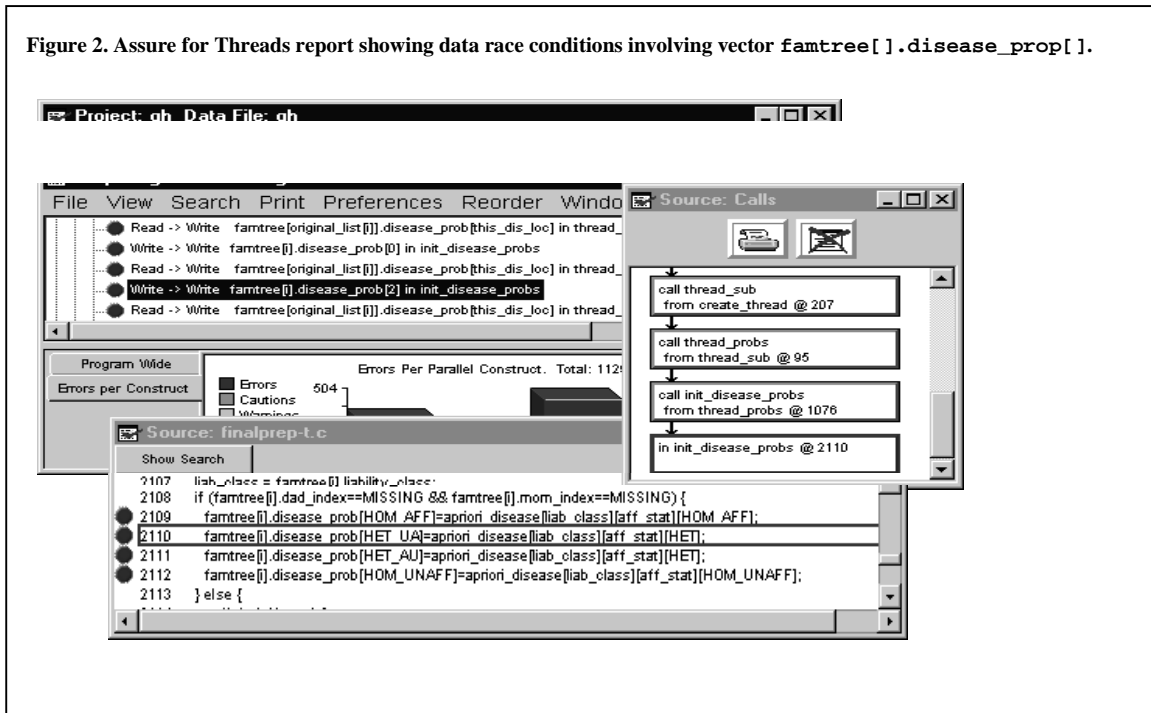 Figure 2. Assure for Threads report showing data race conditions involving vector famtree[].disease_prop[].
Project: gh Data File: gh
File View Search Print Preferences Reorder Windo
Read -> Write famtree[original_list[i]].disease_prob[this_dis_loc] in thread_
Write -> Write famtree[i].disease_prob[0] in init_disease_probs
Read -> Write famtree[original_list[i]].disease_prob[this_dis_loc] in thread_
Write -> Write famtree[i].disease_prob[2] in init_disease_probs
Read -> Write famtree[original_list[i]].disease_prob[this_dis_loc] in thread_
Program Wide
Errors per Construct
Errors Per Parallel Construct. Total: 112
Errors
Cautions
Warnings
504
Source: Calls
call thread_sub
from create_thread @ 207
call thread_probs
from thread_sub @ 95
call init_disease_probs
from thread_probs @ 1076
in init_disease_probs @ 2110
Source: finalprep-t.c
Show Search
2107 liab_class = famtree[i].liability_class;
2108 if (famtree[i].dad_index==MISSING && famtree[i].mom_index==MISSING) {
2109 famtree[i].disease_prob[HOM_AFF]=apriori_disease[liab_class][aff_stat][HOM_AFF];
2110 famtree[i].disease_prob[HET_UA]=apriori_disease[liab_class][aff_stat][HET];
2111 famtree[i].disease_prob[HET_AU]=apriori_disease[liab_class][aff_stat][HET];
2112 famtree[i].disease_prob[HOM_UNAFF]=apriori_disease[liab_class][aff_stat][HOM_UNAFF];
2113 } else {